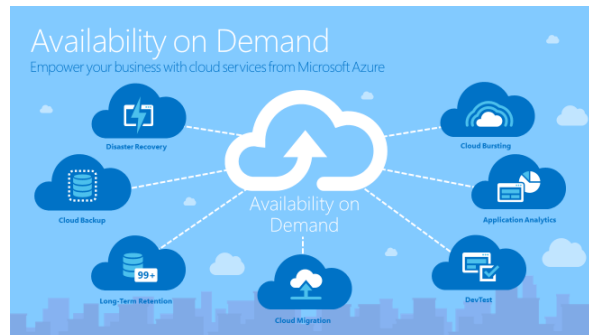 Availability on Demand
Empower your business with cloud services from Microsoft Azure
Disaster Recovery
Cloud Bursting
Cloud Backup
Availability on
Demand
Application Analytics
99+
Long-Term Retention
DevTest
Cloud Migration